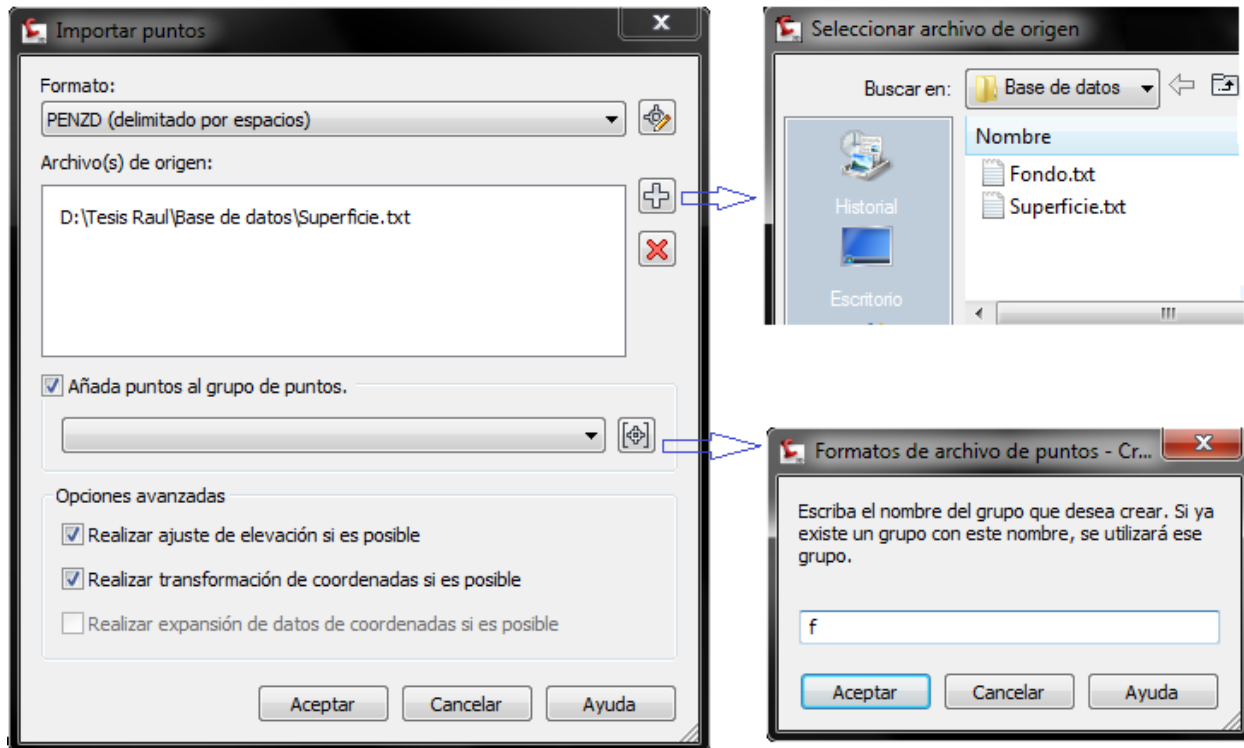 Importar puntos
Formato:
PENZD (delimitado por espacios)
Archivo(s) de origen:
D:\Tesis Raul\Base de datos\Superficie.txt
Añada puntos al grupo de puntos.
Opciones avanzadas
Realizar ajuste de elevación si es posible
Realizar transformación de coordenadas si es posible
Realizar expansión de datos de coordenadas si es posible
Aceptar Cancelar Ayuda
Seleccionar archivo de origen
Buscar en: Base de datos
Nombre
Fondo.txt
Superficie.txt
Historial
Escritorio
Formatos de archivo de puntos - Cr...
Escriba el nombre del grupo que desea crear. Si ya
existe un grupo con este nombre, se utilizará ese
grupo.
f
Aceptar Cancelar Ayuda